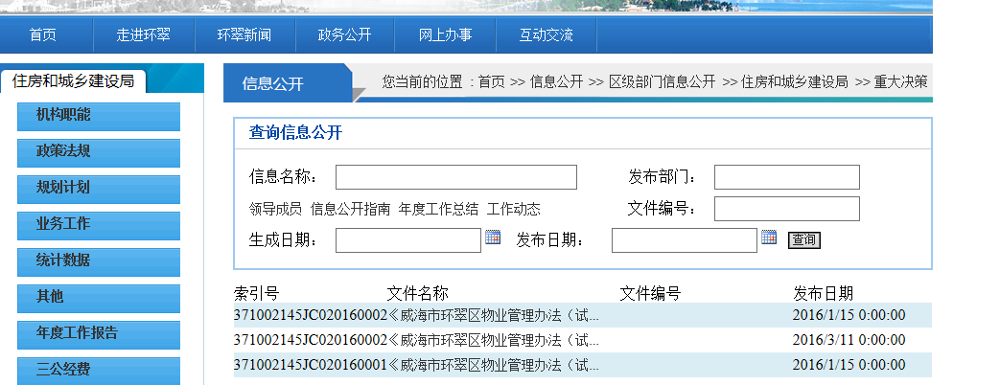 首页 走进环翠 环翠新闻 政务公开 网上办事 互动交流
住房和城乡建设局
机构职能
政策法规
规划计划
业务工作
统计数据
其他
年度工作报告
三公经费
信息公开
您当前的位置 ：首页 >> 信息公开 >> 区级部门信息公开 >> 住房和城乡建设局 >> 重大决策
查询信息公开
信息名称： 发布部门：
领导成员 信息公开指南 年度工作总结 工作动态 文件编号：
生成日期： 发布日期： 查询
索引号 文件名称 文件编号 发布日期
371002145JC020160002 《威海市环翠区物业管理办法（试... 2016/1/15 0:00:00
371002145JC020160002 《威海市环翠区物业管理办法（试... 2016/3/11 0:00:00
371002145JC020160001 《威海市环翠区物业管理办法（试... 2016/1/15 0:00:00